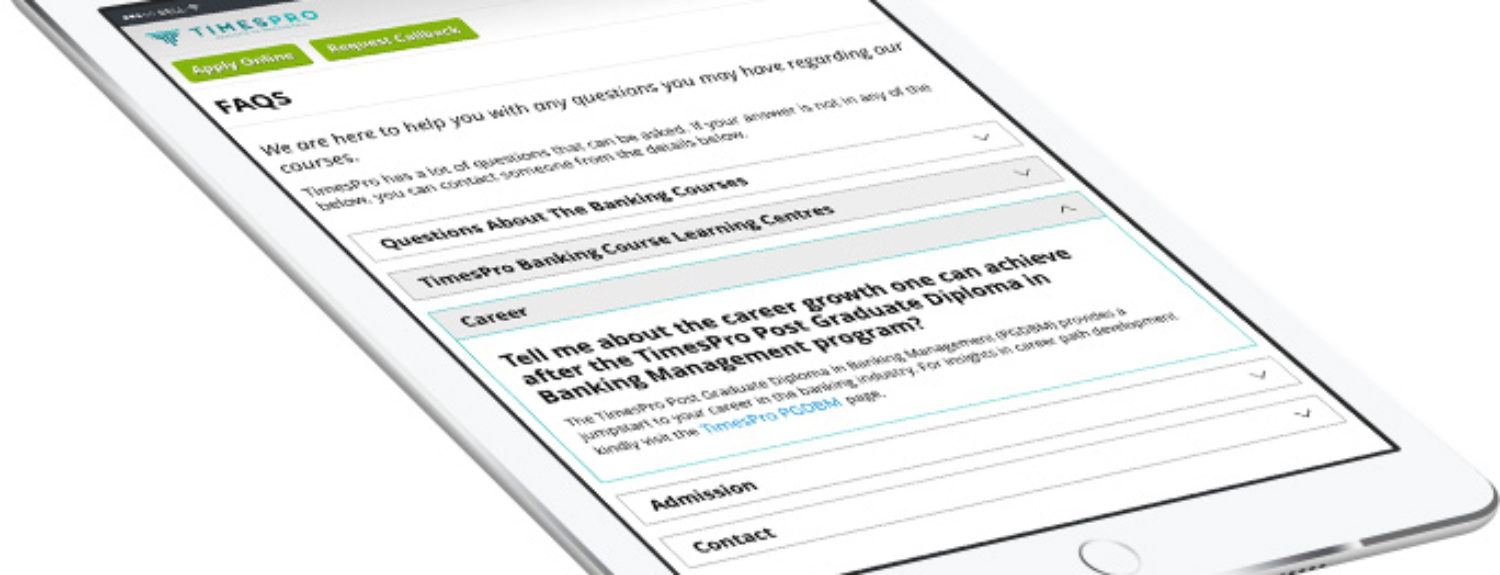 TIMESPRO
Apply Online
Request Callback
FAQS
We are here to help you with any questions you may have regarding our
courses.
TimesPro has a lot of questions that can be asked. If your answer is not in any of the
below, you can contact someone from the details below.
Questions About The Banking Courses
TimesPro Banking Course Learning Centres
Career
Tell me about the career growth one can achieve
after the TimesPro Post Graduate Diploma in
Banking Management program?
The TimesPro Post Graduate Diploma in Banking Management (PGDBM) provides a
jumpstart to your career in the banking industry. For insights in career path development
kindly visit the TimesPro PGDBM page.
Admission
Contact